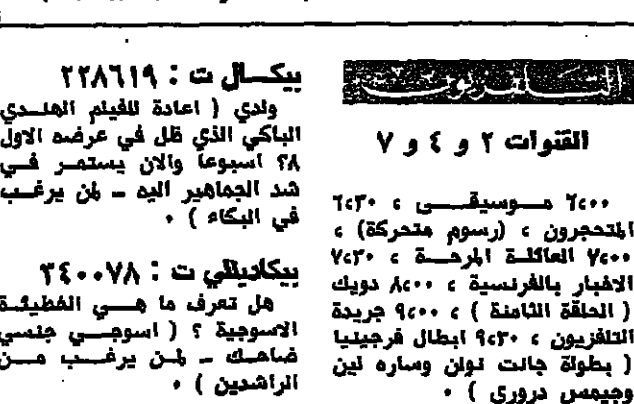 التلفزيون
القنوات ٢ و ٤ و ٧
٦،٠٠ موسيقى ، ٦،٣٠
المتحجرون ، (رسوم متحركة) ،
٧،٠٠ العائلة المرحة ، ٧،٣٠
الاخبار بالفرنسية ، ٨،٠٠ دويك
( الحلقة الثامنة ) ، ٩،٠٠ جريدة
التلفزيون ، ٩،٣٠ ابطال فرجينيا
( بطولة جانت نولن وساره لين
وجيمس دروري ) .
بيكال ت : ٢٢٨٦١٩
ولدي ( اعادة للفيلم الهندي
الباكي الذي ظل في عرضه الاول
٢٨ اسبوعا والان يستمر في
شد الجماهير اليه ـ لمن يرغب
في البكاء ) .
بيكاديللي ت : ٣٤٠٠٧٨
هل تعرف ما هي الخطيئة
الاسوجية ؟ ( اسوجي جنسي
ضاحك ـ لمن يرغب من
الراشدين ) .